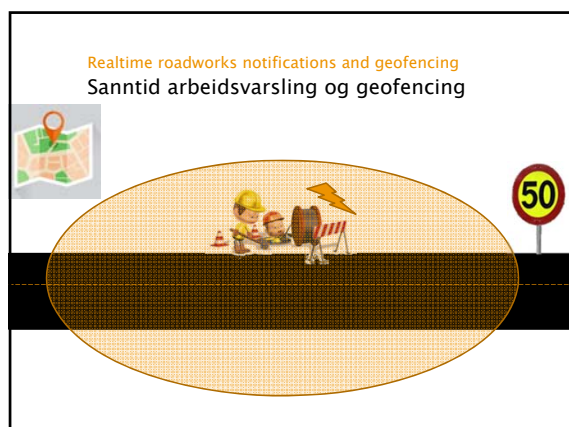 Realtime roadworks notifications and geofencing
Sanntid arbeidsvarsling og geofencing
50